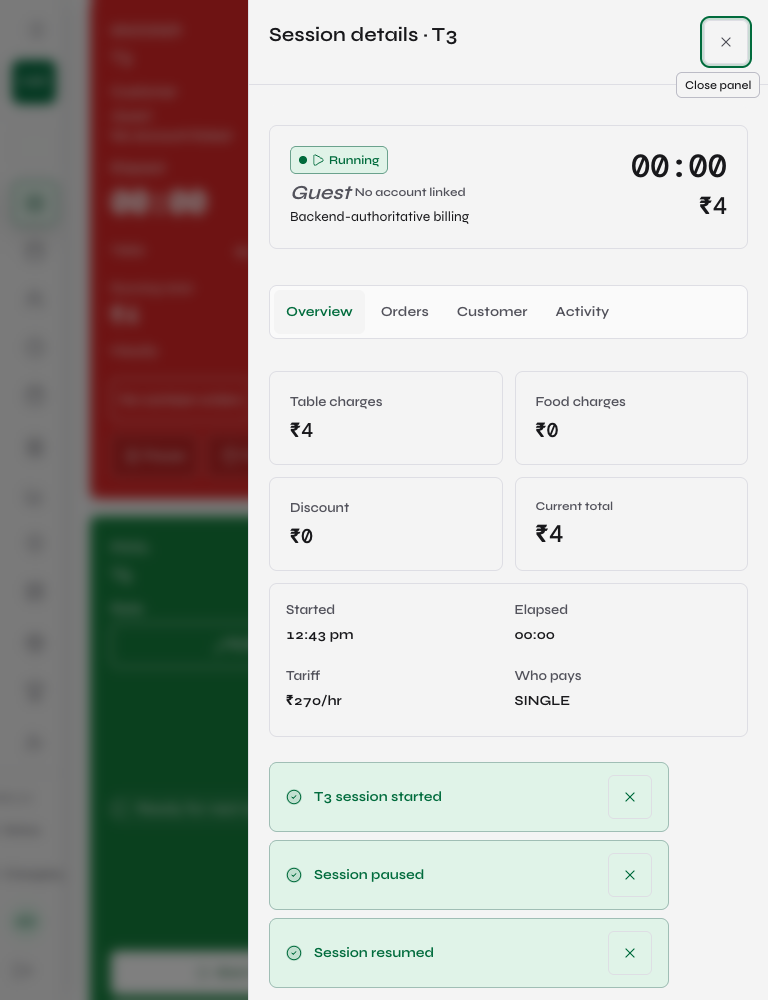 Session details · T3
Close panel
Running
00:00
Guest No account linked
₹4
Backend-authoritative billing
Overview Orders Customer Activity
Table charges
₹4
Food charges
₹0
Discount
₹0
Current total
₹4
Started
12:43 pm
Elapsed
00:00
Tariff
₹270/hr
Who pays
SINGLE
T3 session started
Session paused
Session resumed